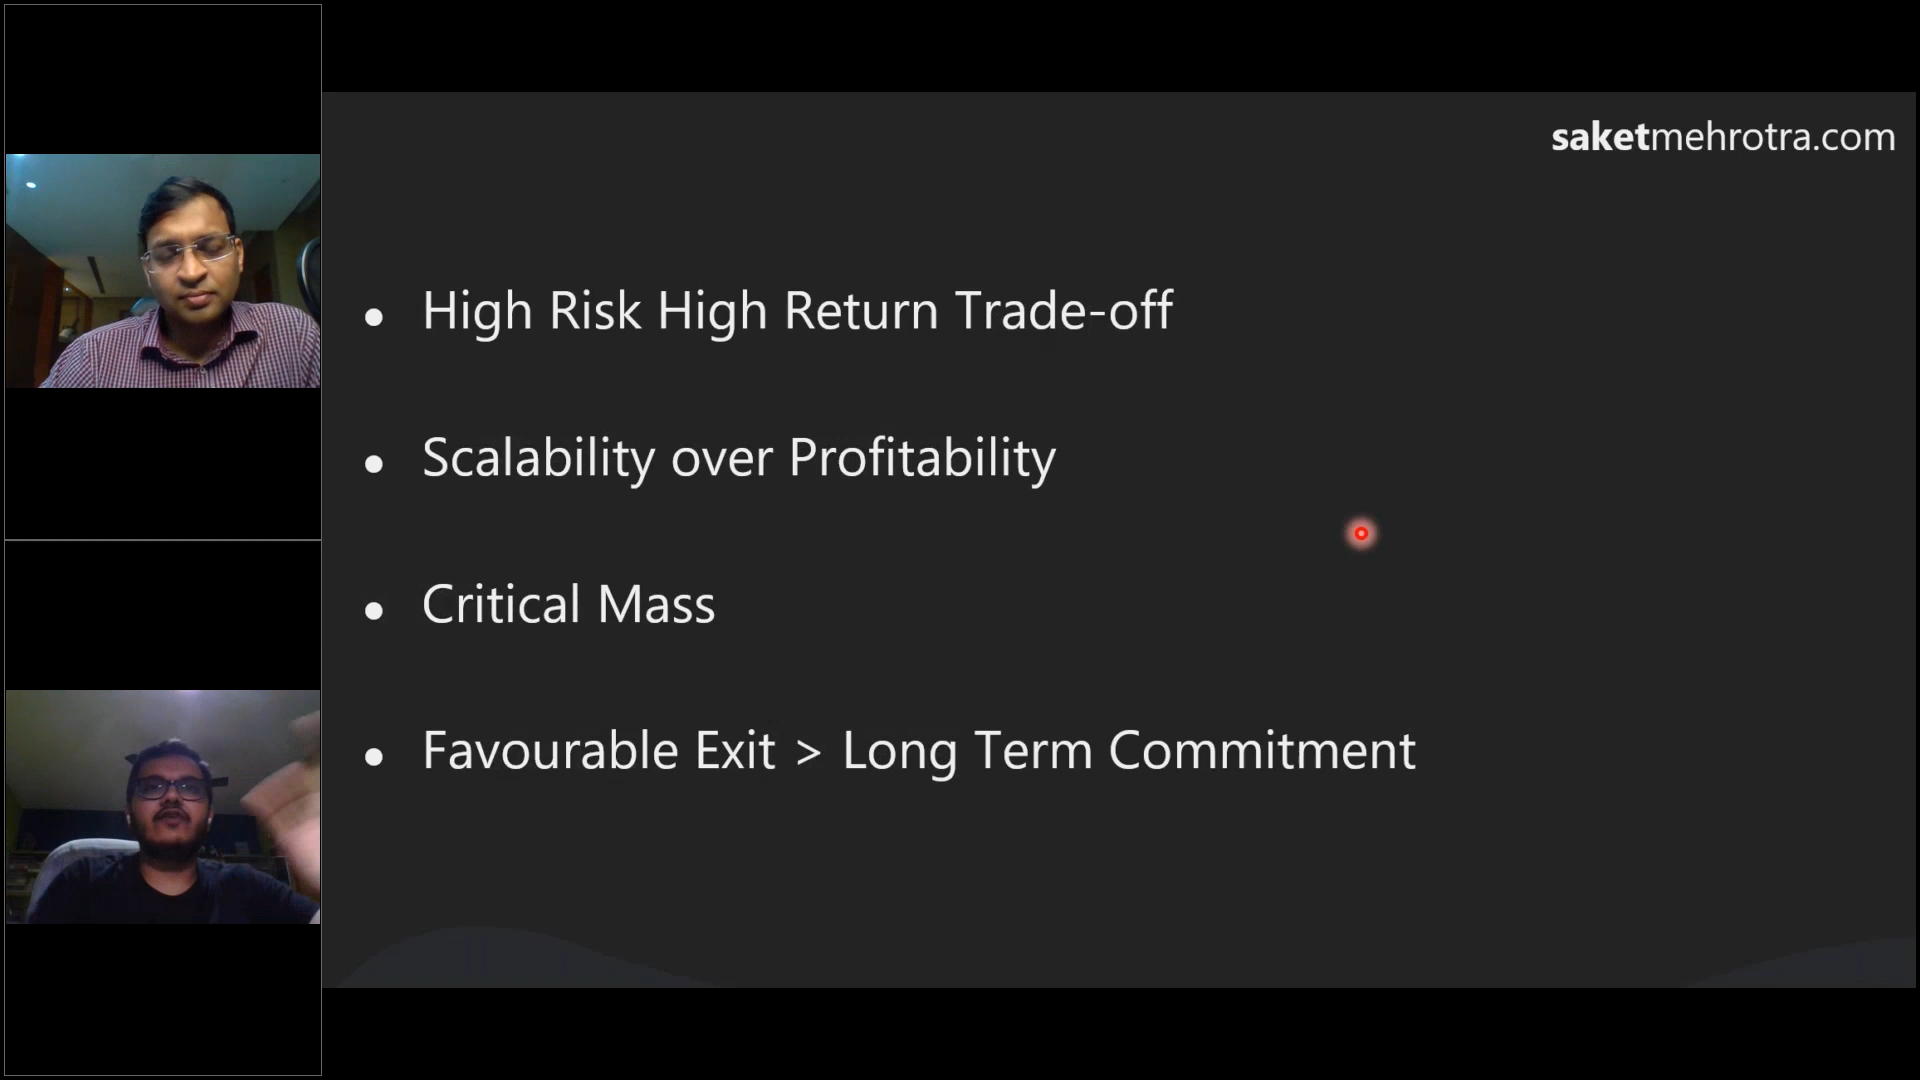 saketmehrotra.com
High Risk High Return Trade-off
Scalability over Profitability
Critical Mass
Favourable Exit > Long Term Commitment